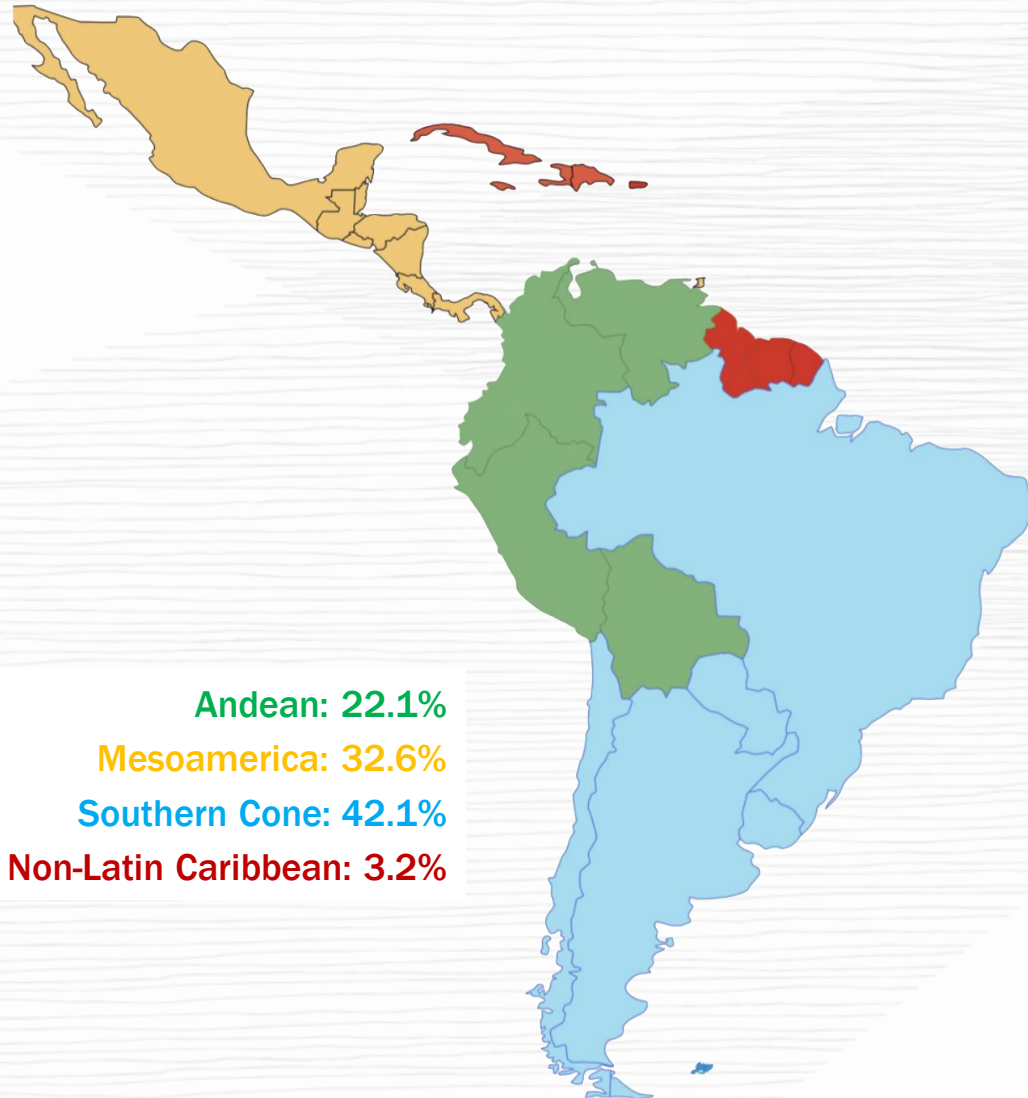 Andean: 22.1%
Mesoamerica: 32.6%
Southern Cone: 42.1%
Non-Latin Caribbean: 3.2%